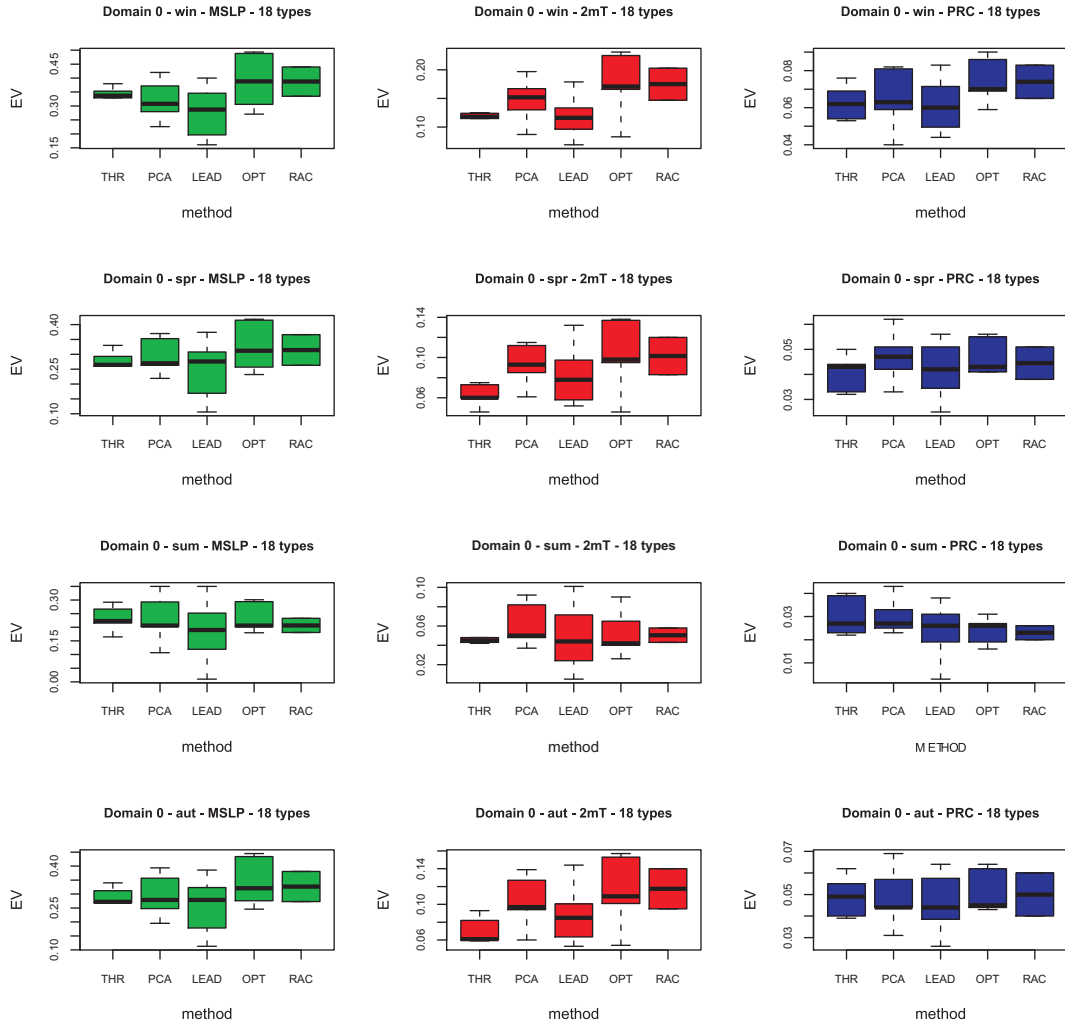 Domain 0 - win - MSLP - 18 types
EV
0.15 0.30 0.45
THR PCA LEAD OPT RAC
method
Domain 0 - win - 2mT - 18 types
EV
0.10 0.20
THR PCA LEAD OPT RAC
method
Domain 0 - win - PRC - 18 types
EV
0.04 0.06 0.08
THR PCA LEAD OPT RAC
method
Domain 0 - spr - MSLP - 18 types
EV
0.10 0.25 0.40
THR PCA LEAD OPT RAC
method
Domain 0 - spr - 2mT - 18 types
EV
0.06 0.10 0.14
THR PCA LEAD OPT RAC
method
Domain 0 - spr - PRC - 18 types
EV
0.03 0.05
THR PCA LEAD OPT RAC
method
Domain 0 - sum - MSLP - 18 types
EV
0.00 0.15 0.30
THR PCA LEAD OPT RAC
method
Domain 0 - sum - 2mT - 18 types
EV
0.02 0.06 0.10
THR PCA LEAD OPT RAC
method
Domain 0 - sum - PRC - 18 types
EV
0.01 0.03
THR PCA LEAD OPT RAC
METHOD
Domain 0 - aut - MSLP - 18 types
EV
0.10 0.25 0.40
THR PCA LEAD OPT RAC
method
Domain 0 - aut - 2mT - 18 types
EV
0.06 0.10 0.14
THR PCA LEAD OPT RAC
method
Domain 0 - aut - PRC - 18 types
EV
0.03 0.05 0.07
THR PCA LEAD OPT RAC
method